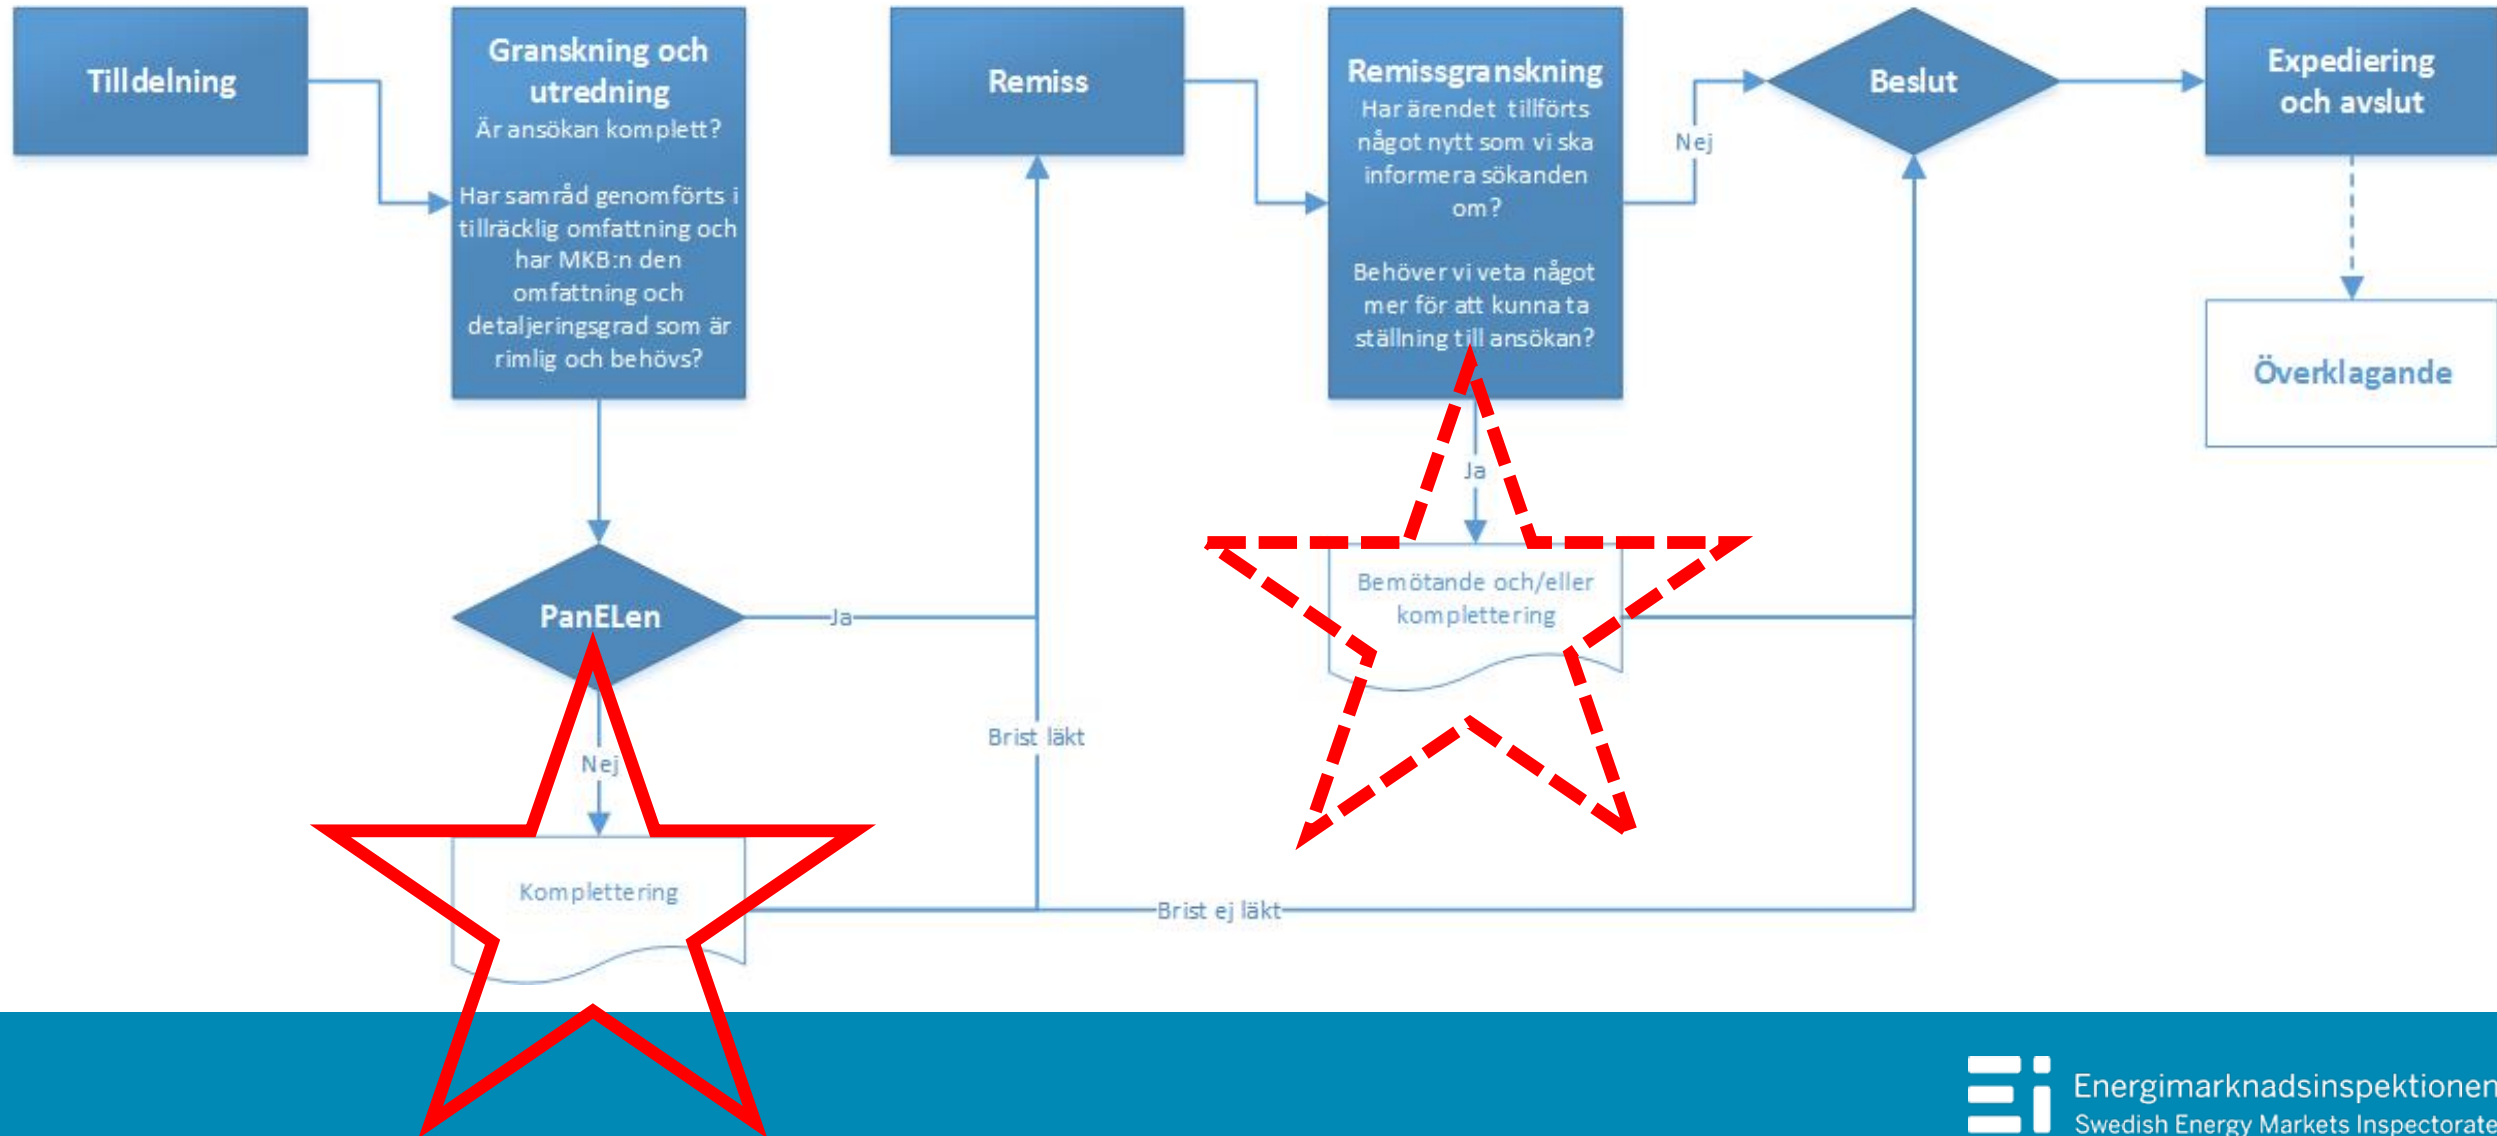 Tilldelning
Granskning och
utredning
Är ansökan komplett?
Har samråd genomförts i
tillräcklig omfattning och
har MKB:n den
omfattning och
detaljeringsgrad som är
rimlig och behövs?
Remiss
Remissgranskning
Har ärendet tillförts
något nytt som vi ska
informera sökanden
om?
Behöver vi veta något
mer för att kunna ta
ställning till ansökan?
Nej
Beslut
Expediering
och avslut
Överklagande
Ja
Bemötande och/eller
komplettering
PanELen
Ja
Brist läkt
Nej
Komplettering
Brist ej läkt
Energimarknadsinspektionen
Swedish Energy Markets Inspectorate